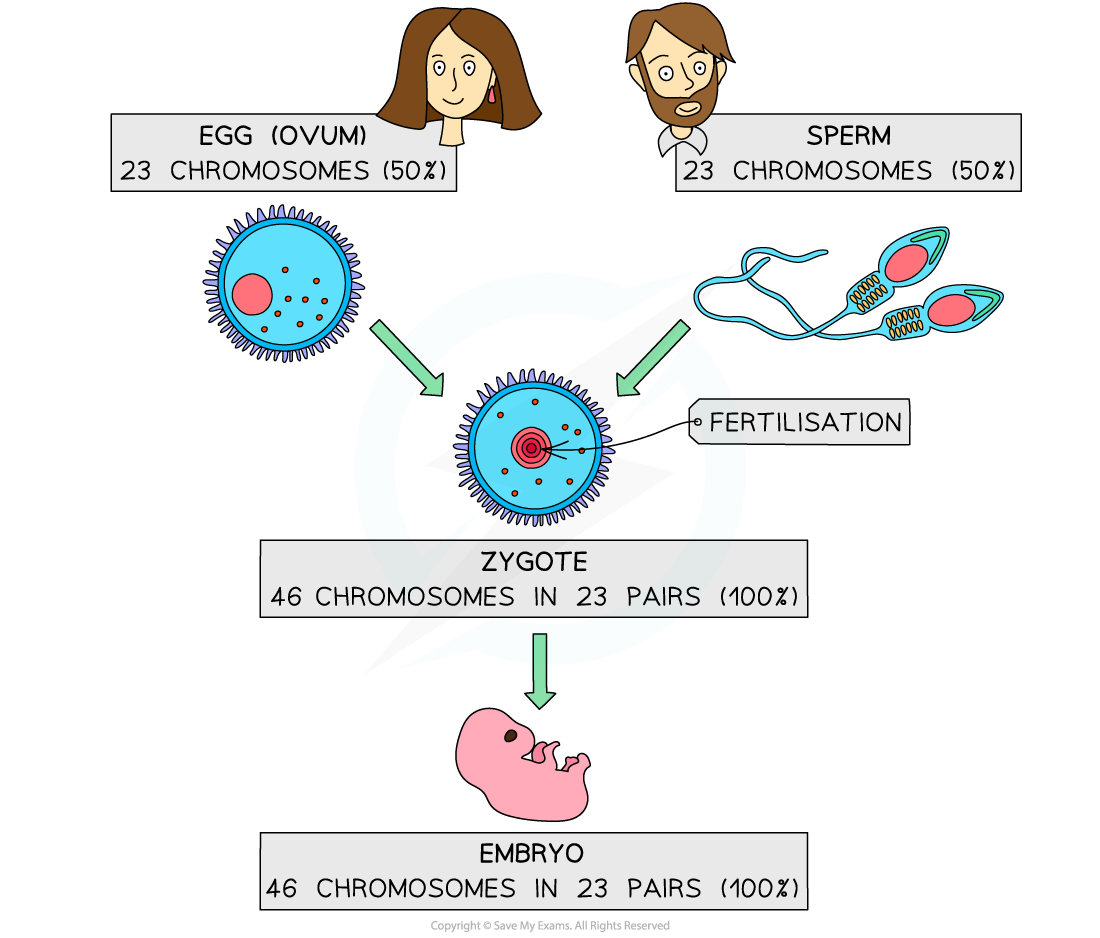 EGG (OVUM)
23 CHROMOSOMES (50%)
SPERM
23 CHROMOSOMES (50%)
FERTILISATION
ZYGOTE
46 CHROMOSOMES IN 23 PAIRS (100%)
EMBRYO
46 CHROMOSOMES IN 23 PAIRS (100%)
Copyright © Save My Exams. All Rights Reserved